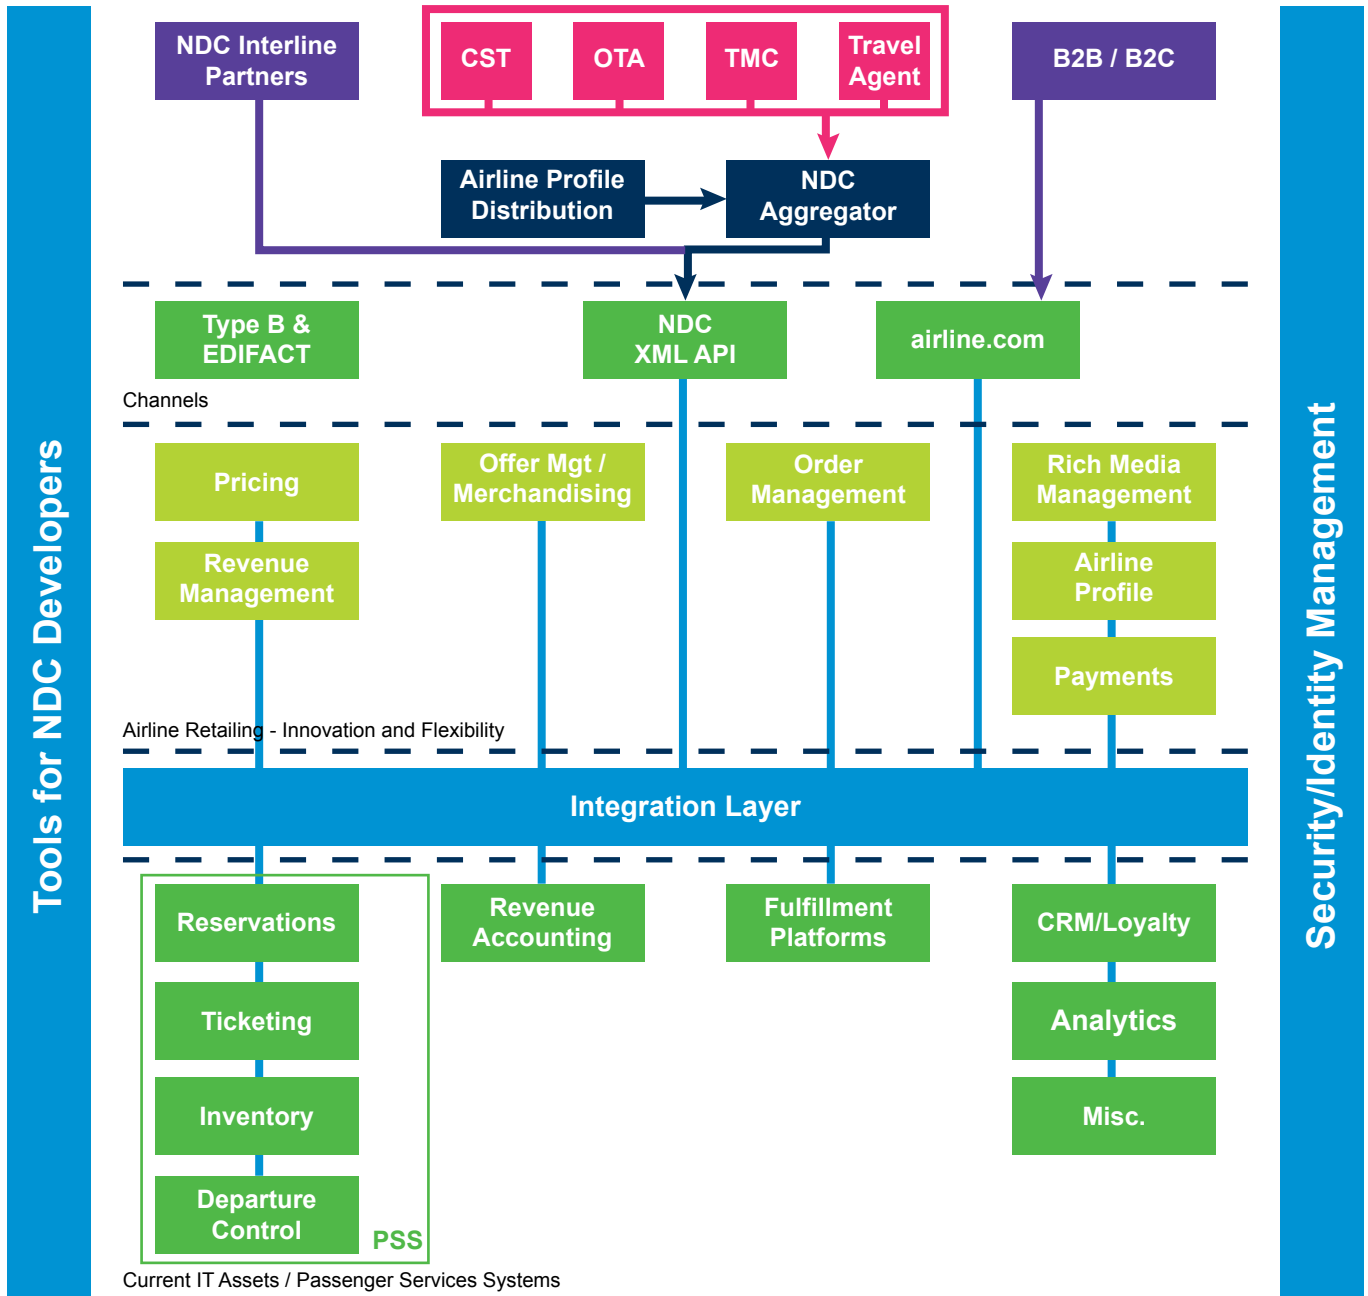 Tools for NDC Developers
NDC Interline
Partners
CST
OTA
TMC
Travel
Agent
B2B / B2C
Airline Profile
Distribution
NDC
Aggregator
Type B &
EDIFACT
NDC
XML API
airline.com
Channels
Pricing
Offer Mgt /
Merchandising
Order
Management
Rich Media
Management
Revenue
Management
Airline
Profile
Payments
Airline Retailing - Innovation and Flexibility
Integration Layer
Reservations
Revenue
Accounting
Fulfillment
Platforms
CRM/Loyalty
Ticketing
Analytics
Inventory
Misc.
Departure
Control
PSS
Current IT Assets / Passenger Services Systems
Security/Identity Management